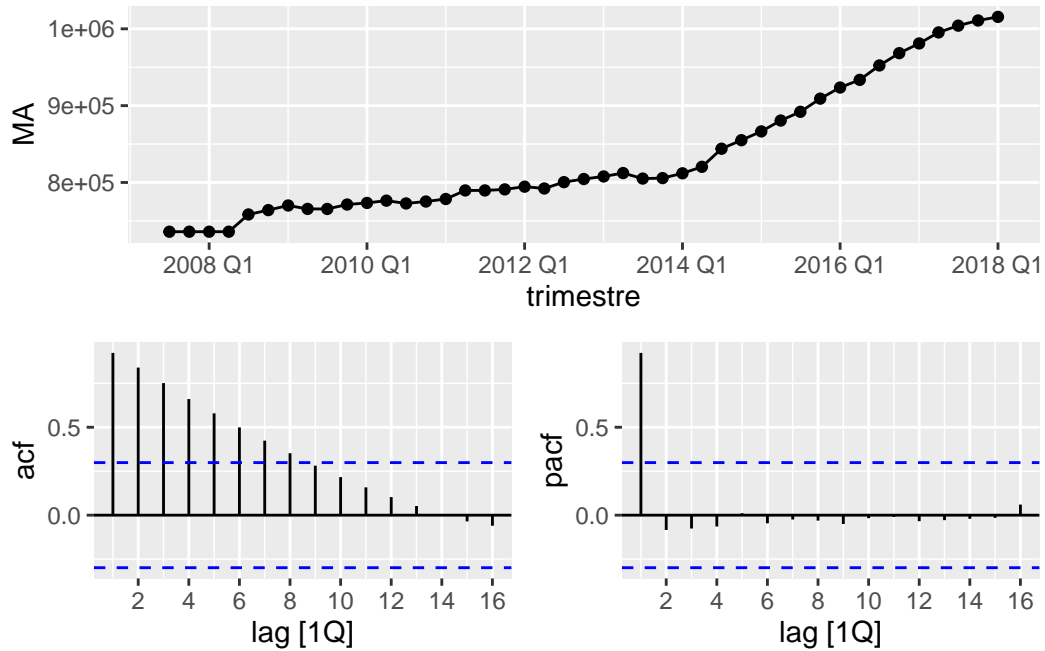 1e+06
9e+05
8e+05
MA
2008 Q1 2010 Q1 2012 Q1 2014 Q1 2016 Q1 2018 Q1
trimestre
0.5
0.0
acf
2 4 6 8 10 12 14 16
lag [1Q]
0.5
0.0
pacf
2 4 6 8 10 12 14 16
lag [1Q]